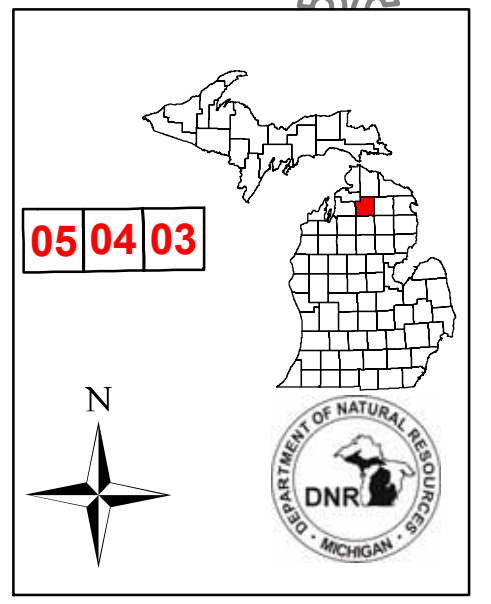 05 04 03
N
DEPARTMENT OF NATURAL RESOURCES
DNR
• MICHIGAN •